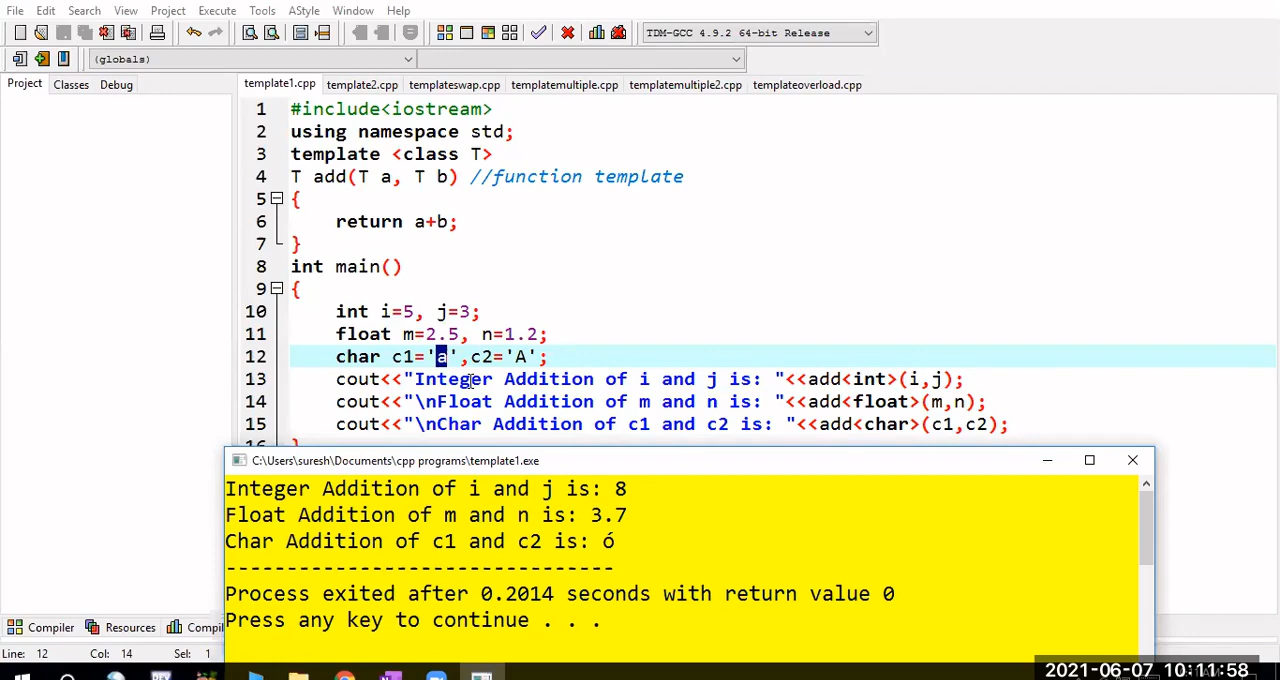 File Edit Search View Project Execute Tools AStyle Window Help
TDM-GCC 4.9.2 64-bit Release
(globals)
Project Classes Debug
template1.cpp template2.cpp templateswap.cpp templatemultiple.cpp templatemultiple2.cpp templateoverload.cpp
1 #include<iostream>
2 using namespace std;
3 template <class T>
4 T add(T a, T b) //function template
5 {
6 return a+b;
7 }
8 int main()
9 {
10 int i=5, j=3;
11 float m=2.5, n=1.2;
12 char c1='a',c2='A';
13 cout<<"Integer Addition of i and j is: "<<add<int>(i,j);
14 cout<<"\nFloat Addition of m and n is: "<<add<float>(m,n);
15 cout<<"\nChar Addition of c1 and c2 is: "<<add<char>(c1,c2);
16 }
C:\Users\suresh\Documents\cpp programs\template1.exe
Integer Addition of i and j is: 8
Float Addition of m and n is: 3.7
Char Addition of c1 and c2 is: ó
--------------------------------
Process exited after 0.2014 seconds with return value 0
Press any key to continue . . .
Compiler Resources Compil
Line: 12 Col: 14 Sel: 1
2021-06-07 10:11:58